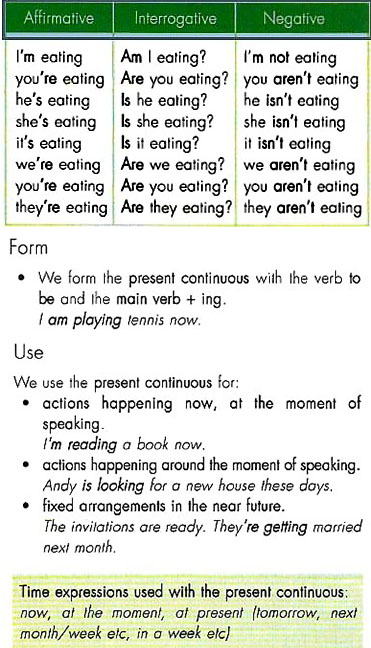 Affirmative Interrogative Negative
I'm eating Am I eating? I'm not eating
you're eating Are you eating? you aren't eating
he's eating Is he eating? he isn't eating
she's eating Is she eating? she isn't eating
it's eating Is it eating? it isn't eating
we're eating Are we eating? we aren't eating
you're eating Are you eating? you aren't eating
they're eating Are they eating? they aren't eating
Form
• We form the present continuous with the verb to
be and the main verb + ing.
I am playing tennis now.
Use
We use the present continuous for:
• actions happening now, at the moment of
speaking.
I'm reading a book now.
• actions happening around the moment of speaking.
Andy is looking for a new house these days.
• fixed arrangements in the near future.
The invitations are ready. They're getting married
next month.
Time expressions used with the present continuous:
now, at the moment, at present (tomorrow, next
month/week etc, in a week etc)